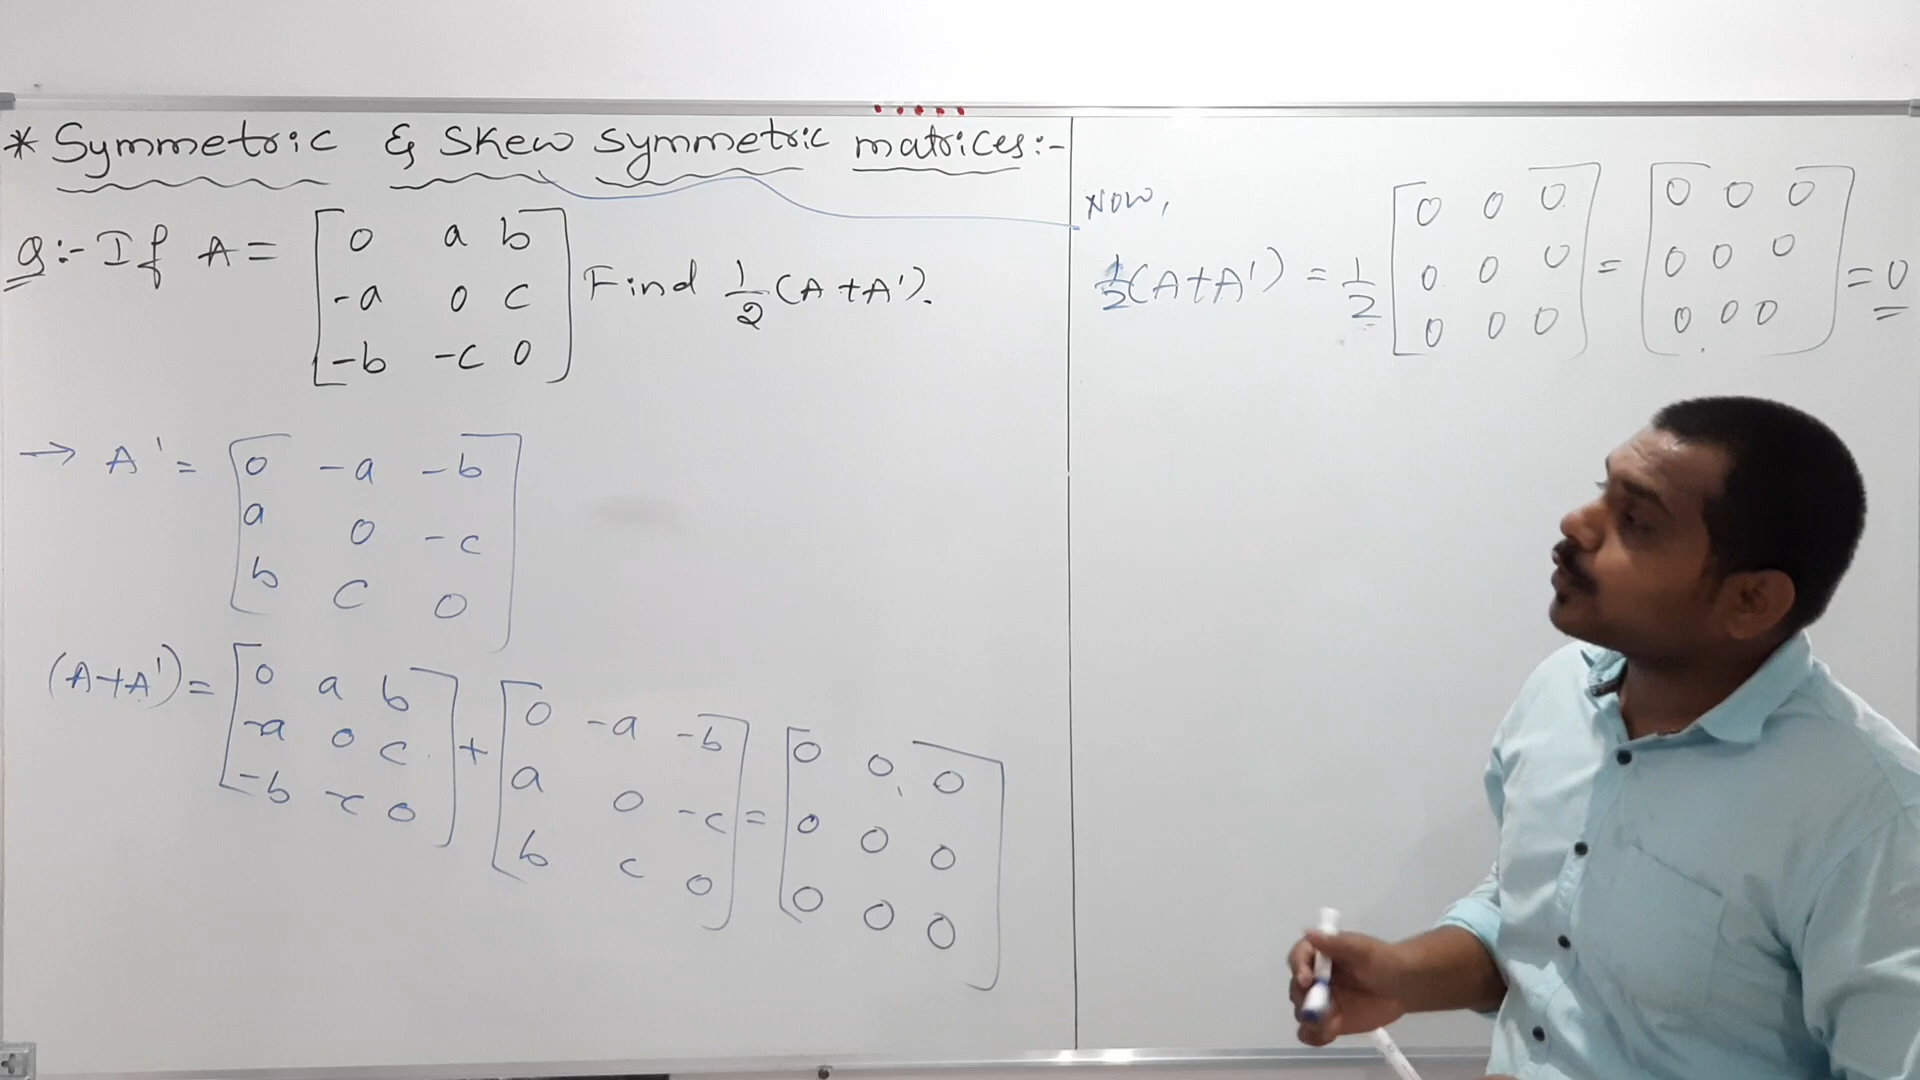 * Symmetric & Skew symmetric matrices:-
Q:- If A = [0 a b
-a 0 c
-b -c 0] Find 1/2 (A + A').
→ A' = [0 -a -b
a 0 -c
b c 0]
(A+A') = [0 a b
-a 0 c
-b -c 0] + [0 -a -b
a 0 -c
b c 0] = [0 0 0
0 0 0
0 0 0]
Now,
1/2 (A+A') = 1/2 [0 0 0
0 0 0
0 0 0] = [0 0 0
0 0 0
0 0 0] = 0